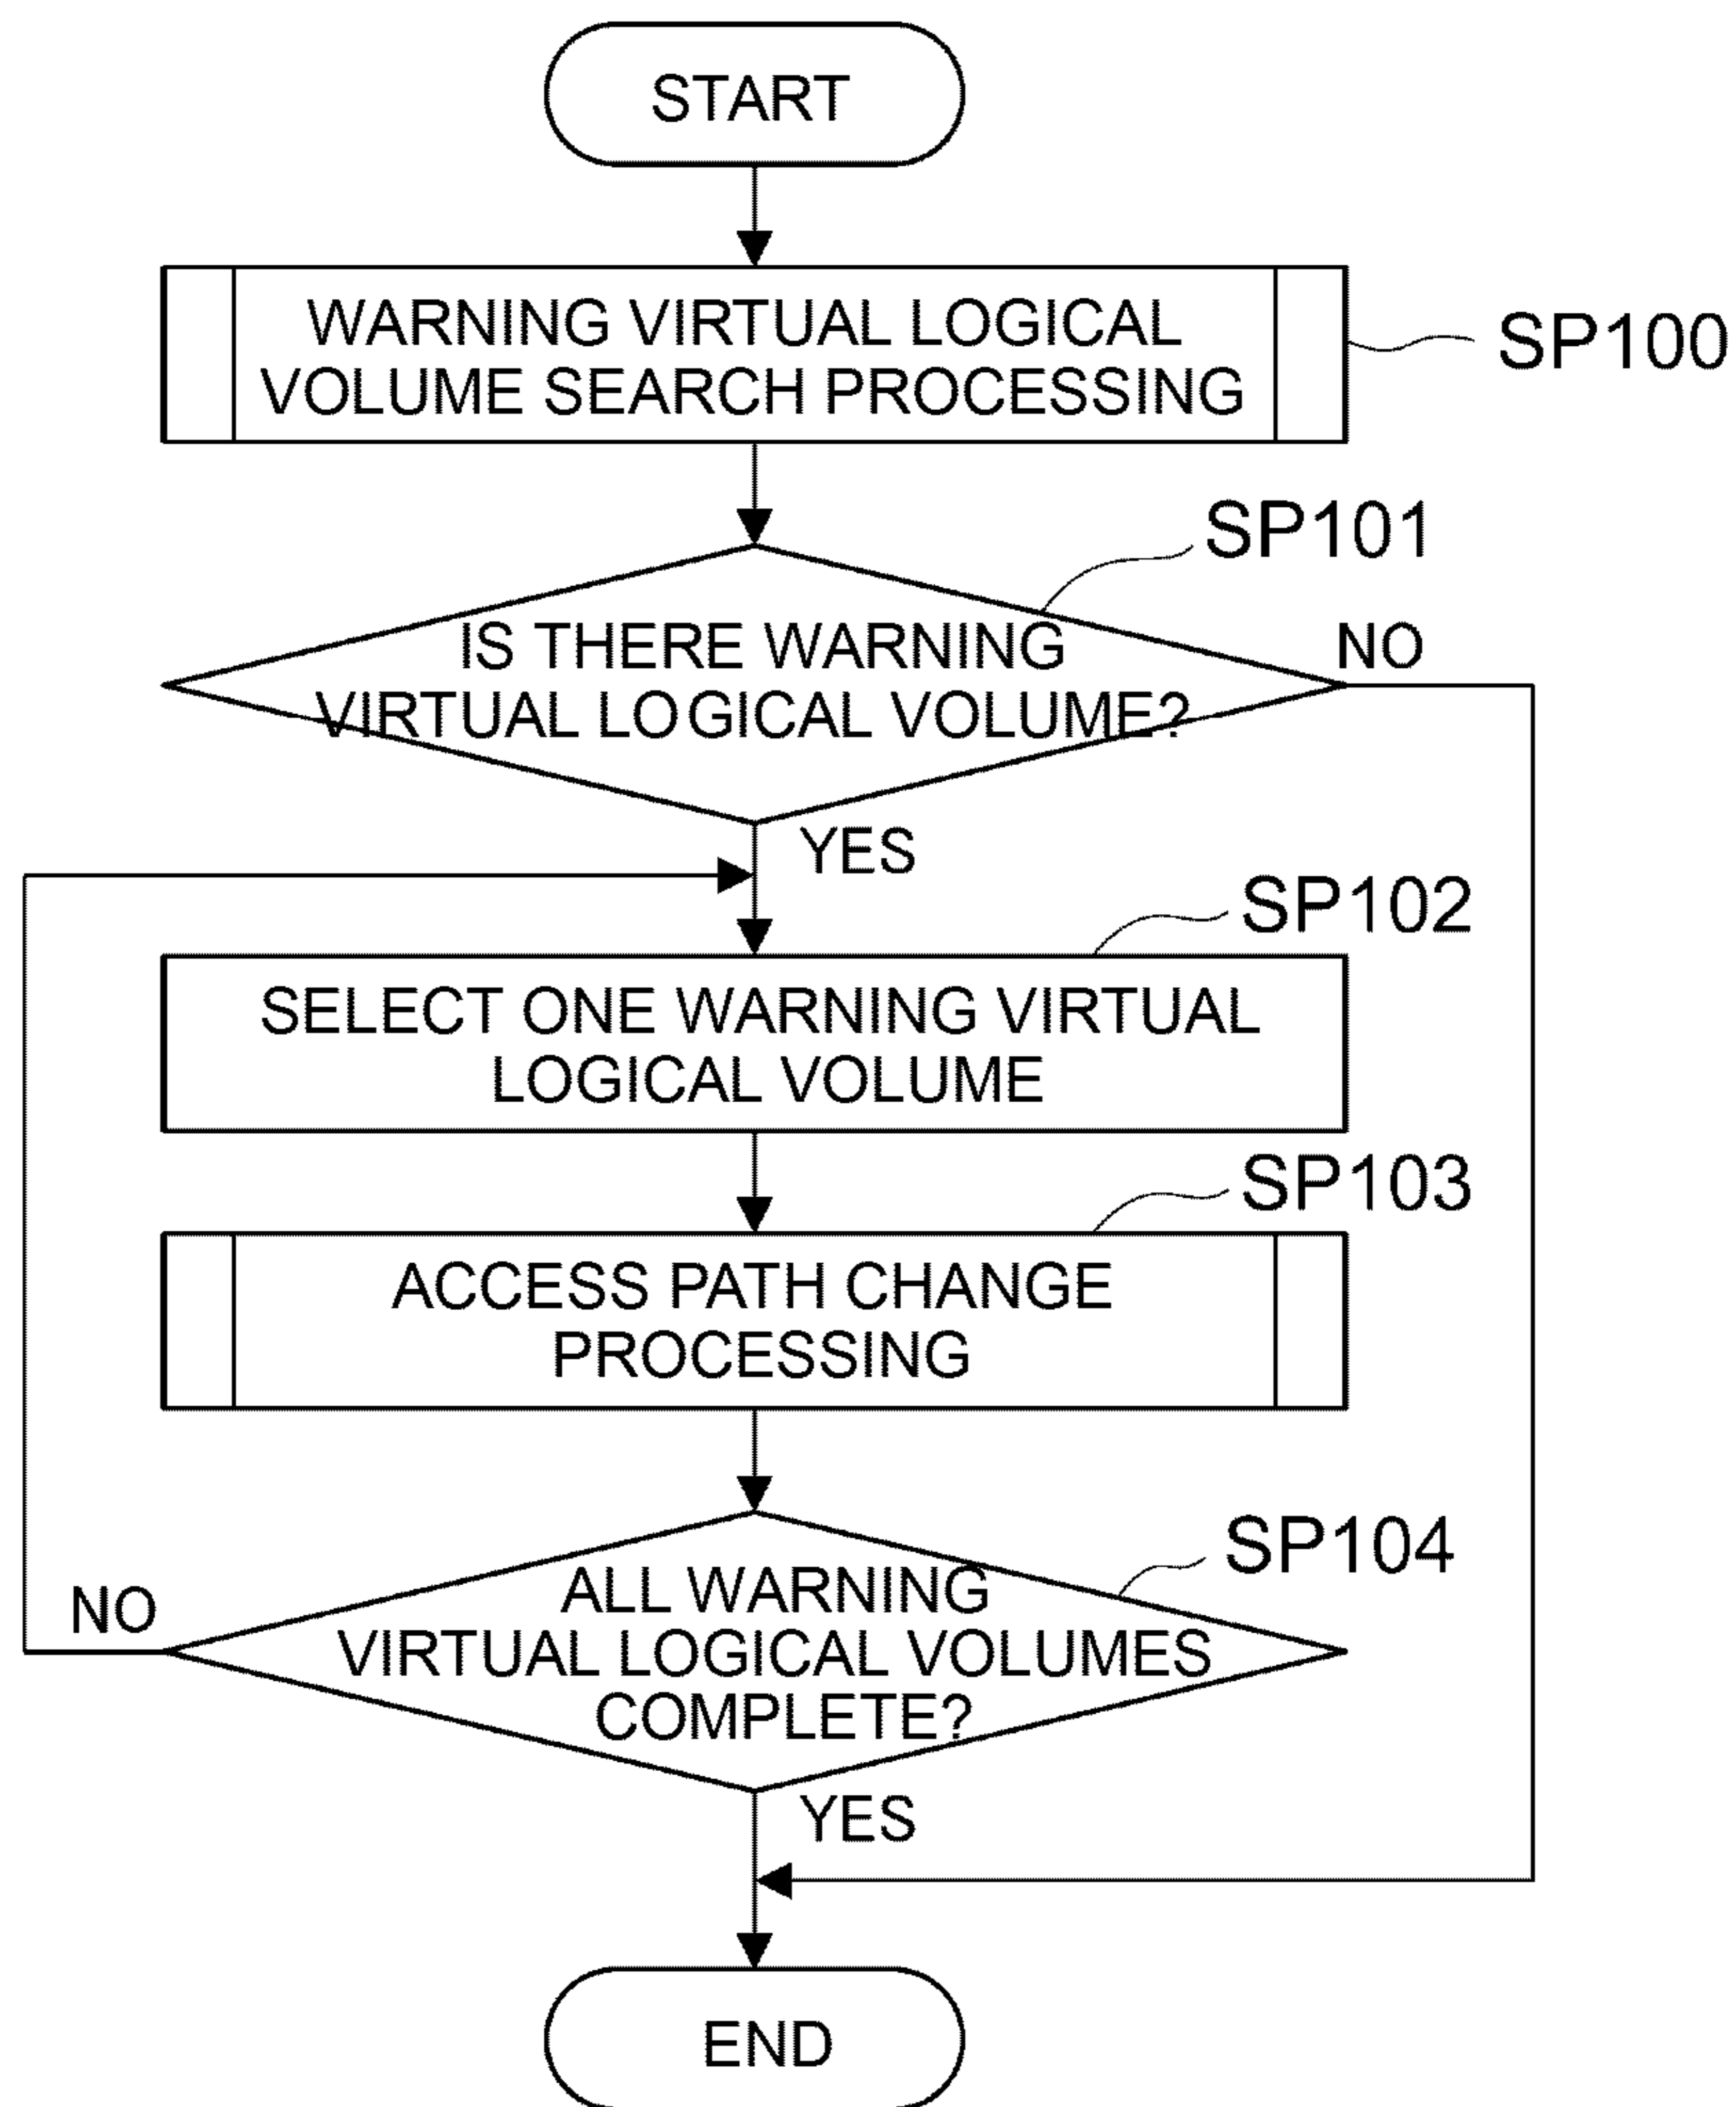 START
WARNING VIRTUAL LOGICAL
VOLUME SEARCH PROCESSING
SP100
SP101
IS THERE WARNING
VIRTUAL LOGICAL VOLUME?
NO
YES
SP102
SELECT ONE WARNING VIRTUAL
LOGICAL VOLUME
SP103
ACCESS PATH CHANGE
PROCESSING
SP104
ALL WARNING
VIRTUAL LOGICAL VOLUMES
COMPLETE?
NO
YES
END